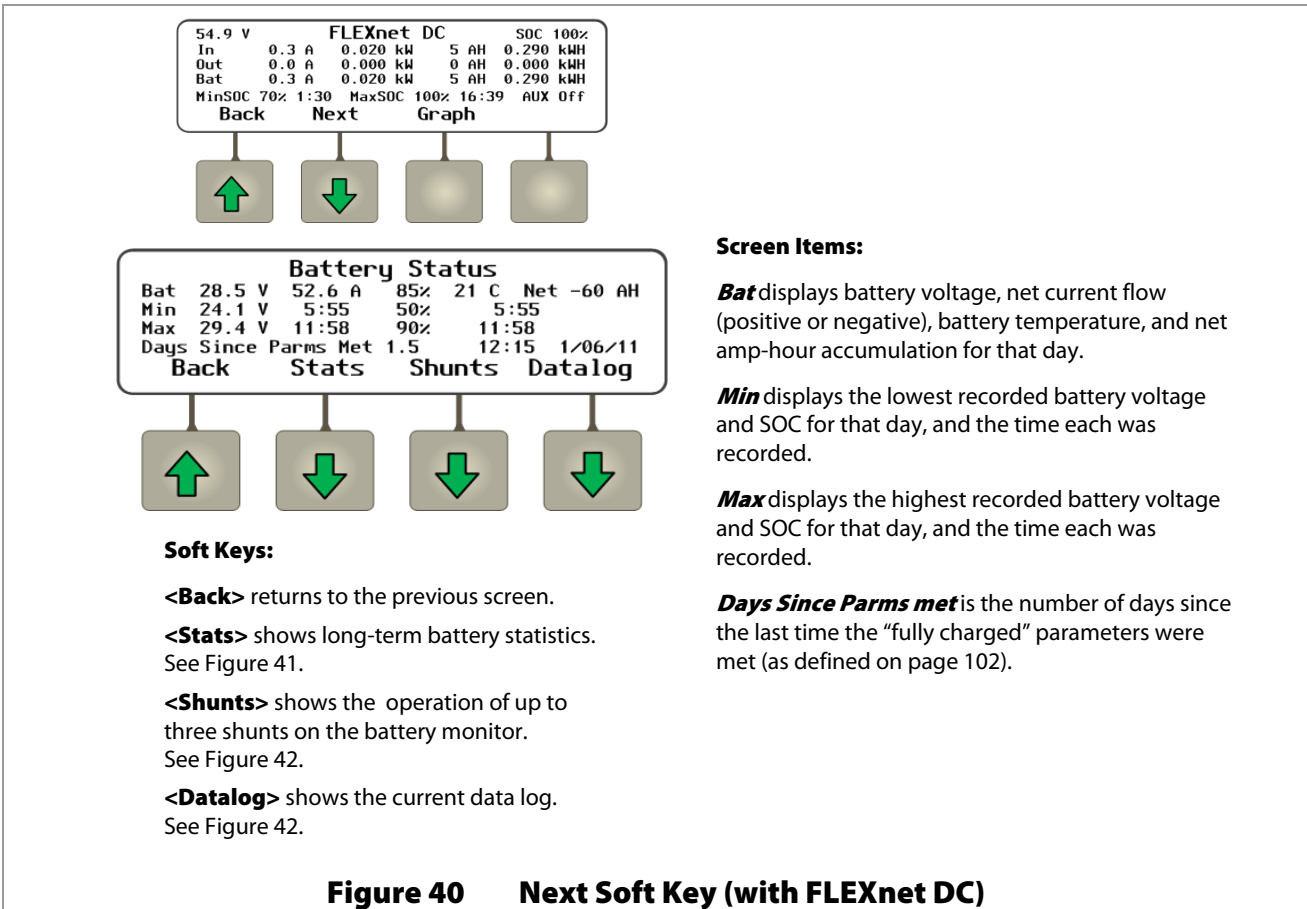 54.9 V FLEXnet DC SOC 100%
In 0.3 A 0.020 kW 5 AH 0.290 kWH
Out 0.0 A 0.000 kW 0 AH 0.000 kWH
Bat 0.3 A 0.020 kW 5 AH 0.290 kWH
MinSOC 70% 1:30 MaxSOC 100% 16:39 AUX Off
Back Next Graph
Battery Status
Bat 28.5 V 52.6 A 85% 21 C Net -60 AH
Min 24.1 V 5:55 50% 5:55
Max 29.4 V 11:58 90% 11:58
Days Since Parms Met 1.5 12:15 1/06/11
Back Stats Shunts Datalog
Soft Keys:
<Back> returns to the previous screen.
<Stats> shows long-term battery statistics.
See Figure 41.
<Shunts> shows the operation of up to
three shunts on the battery monitor.
See Figure 42.
<Datalog> shows the current data log.
See Figure 42.
Screen Items:
Bat displays battery voltage, net current flow
(positive or negative), battery temperature, and net
amp-hour accumulation for that day.
Min displays the lowest recorded battery voltage
and SOC for that day, and the time each was
recorded.
Max displays the highest recorded battery voltage
and SOC for that day, and the time each was
recorded.
Days Since Parms met is the number of days since
the last time the “fully charged” parameters were
met (as defined on page 102).
Figure 40 Next Soft Key (with FLEXnet DC)